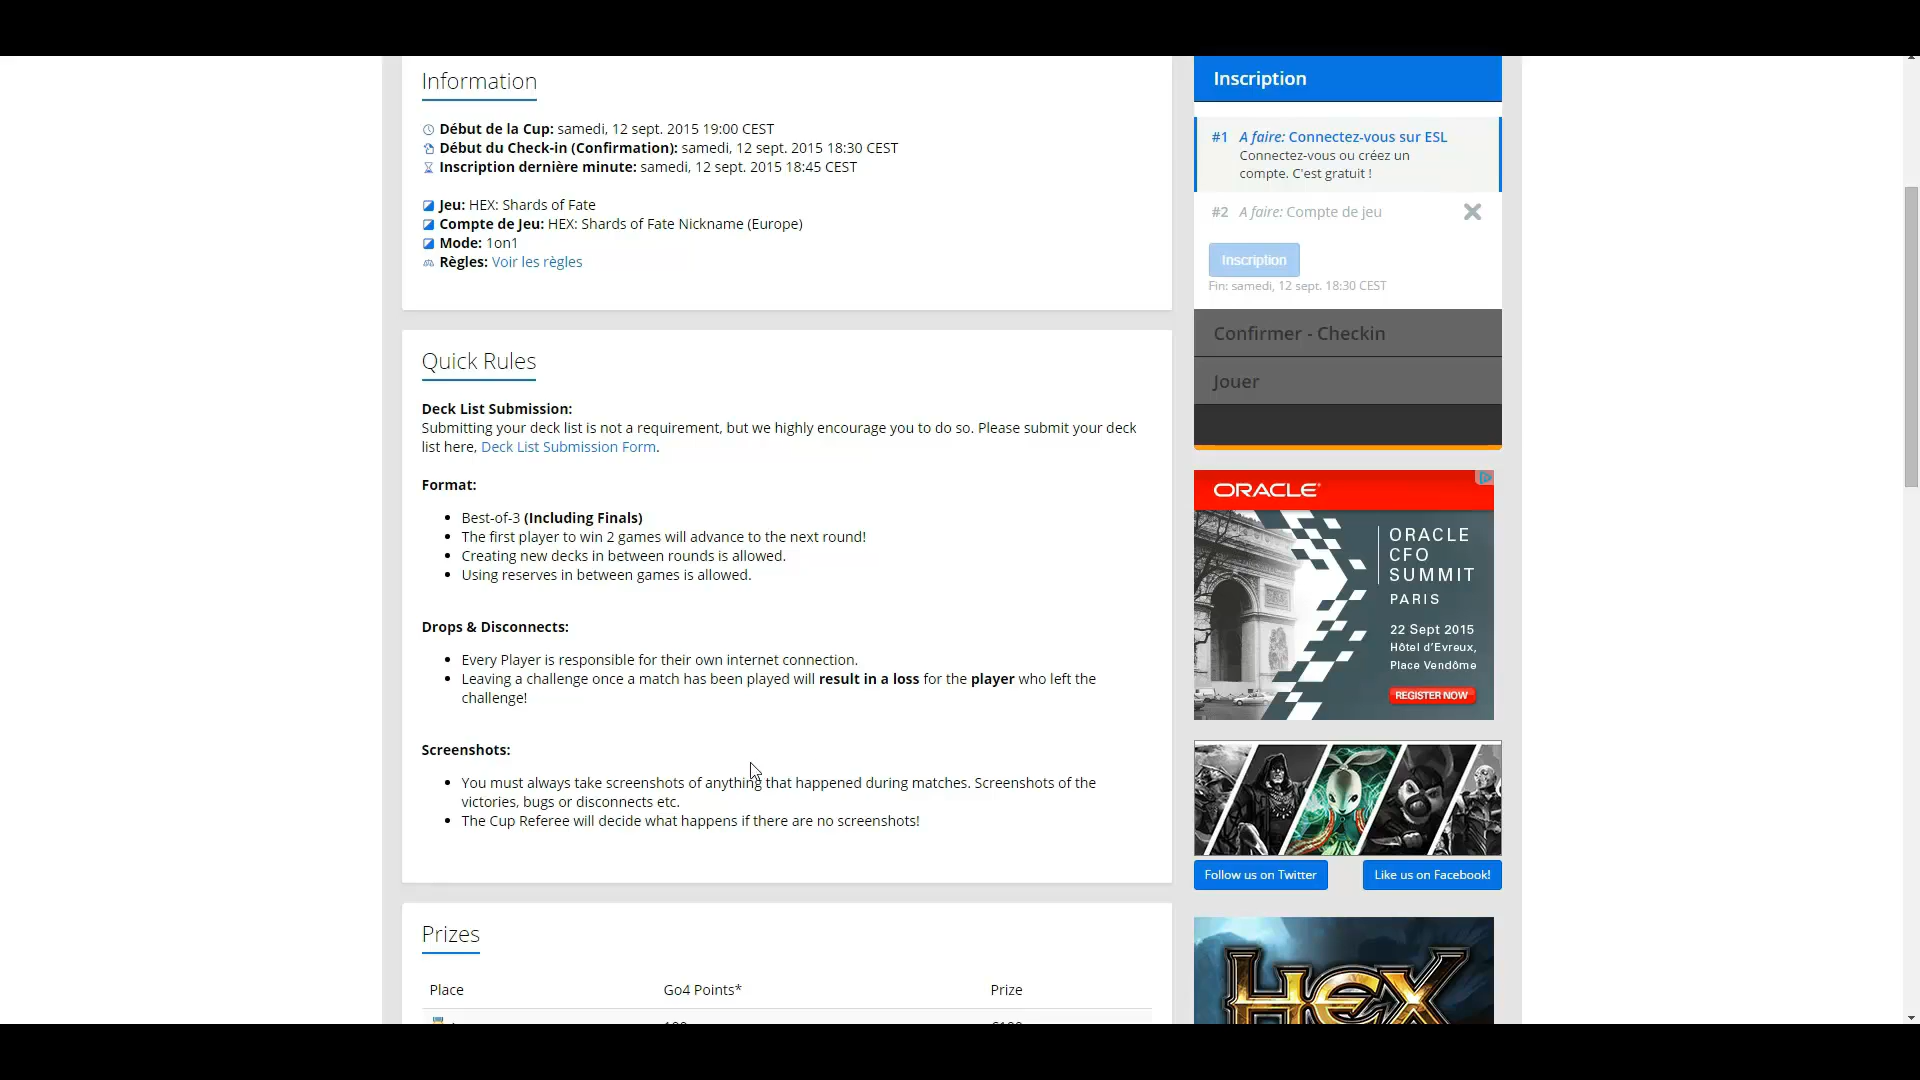 Information
Début de la Cup: samedi, 12 sept. 2015 19:00 CEST
Début du Check-in (Confirmation): samedi, 12 sept. 2015 18:30 CEST
Inscription dernière minute: samedi, 12 sept. 2015 18:45 CEST
Jeu: HEX: Shards of Fate
Compte de Jeu: HEX: Shards of Fate Nickname (Europe)
Mode: 1on1
Règles: Voir les règles
Quick Rules
Deck List Submission:
Submitting your deck list is not a requirement, but we highly encourage you to do so. Please submit your deck
list here, Deck List Submission Form.
Format:
Best-of-3 (Including Finals)
The first player to win 2 games will advance to the next round!
Creating new decks in between rounds is allowed.
Using reserves in between games is allowed.
Drops & Disconnects:
Every Player is responsible for their own internet connection.
Leaving a challenge once a match has been played will result in a loss for the player who left the
challenge!
Screenshots:
You must always take screenshots of anything that happened during matches. Screenshots of the
victories, bugs or disconnects etc.
The Cup Referee will decide what happens if there are no screenshots!
Prizes
Place Go4 Points* Prize
Inscription
#1 A faire: Connectez-vous sur ESL
Connectez-vous ou créez un
compte. C'est gratuit !
#2 A faire: Compte de jeu
Inscription
Fin: samedi, 12 sept. 18:30 CEST
Confirmer - Checkin
Jouer
ORACLE
ORACLE
CFO
SUMMIT
PARIS
22 Sept 2015
Hôtel d'Evreux,
Place Vendôme
REGISTER NOW
Follow us on Twitter
Like us on Facebook!
HEX